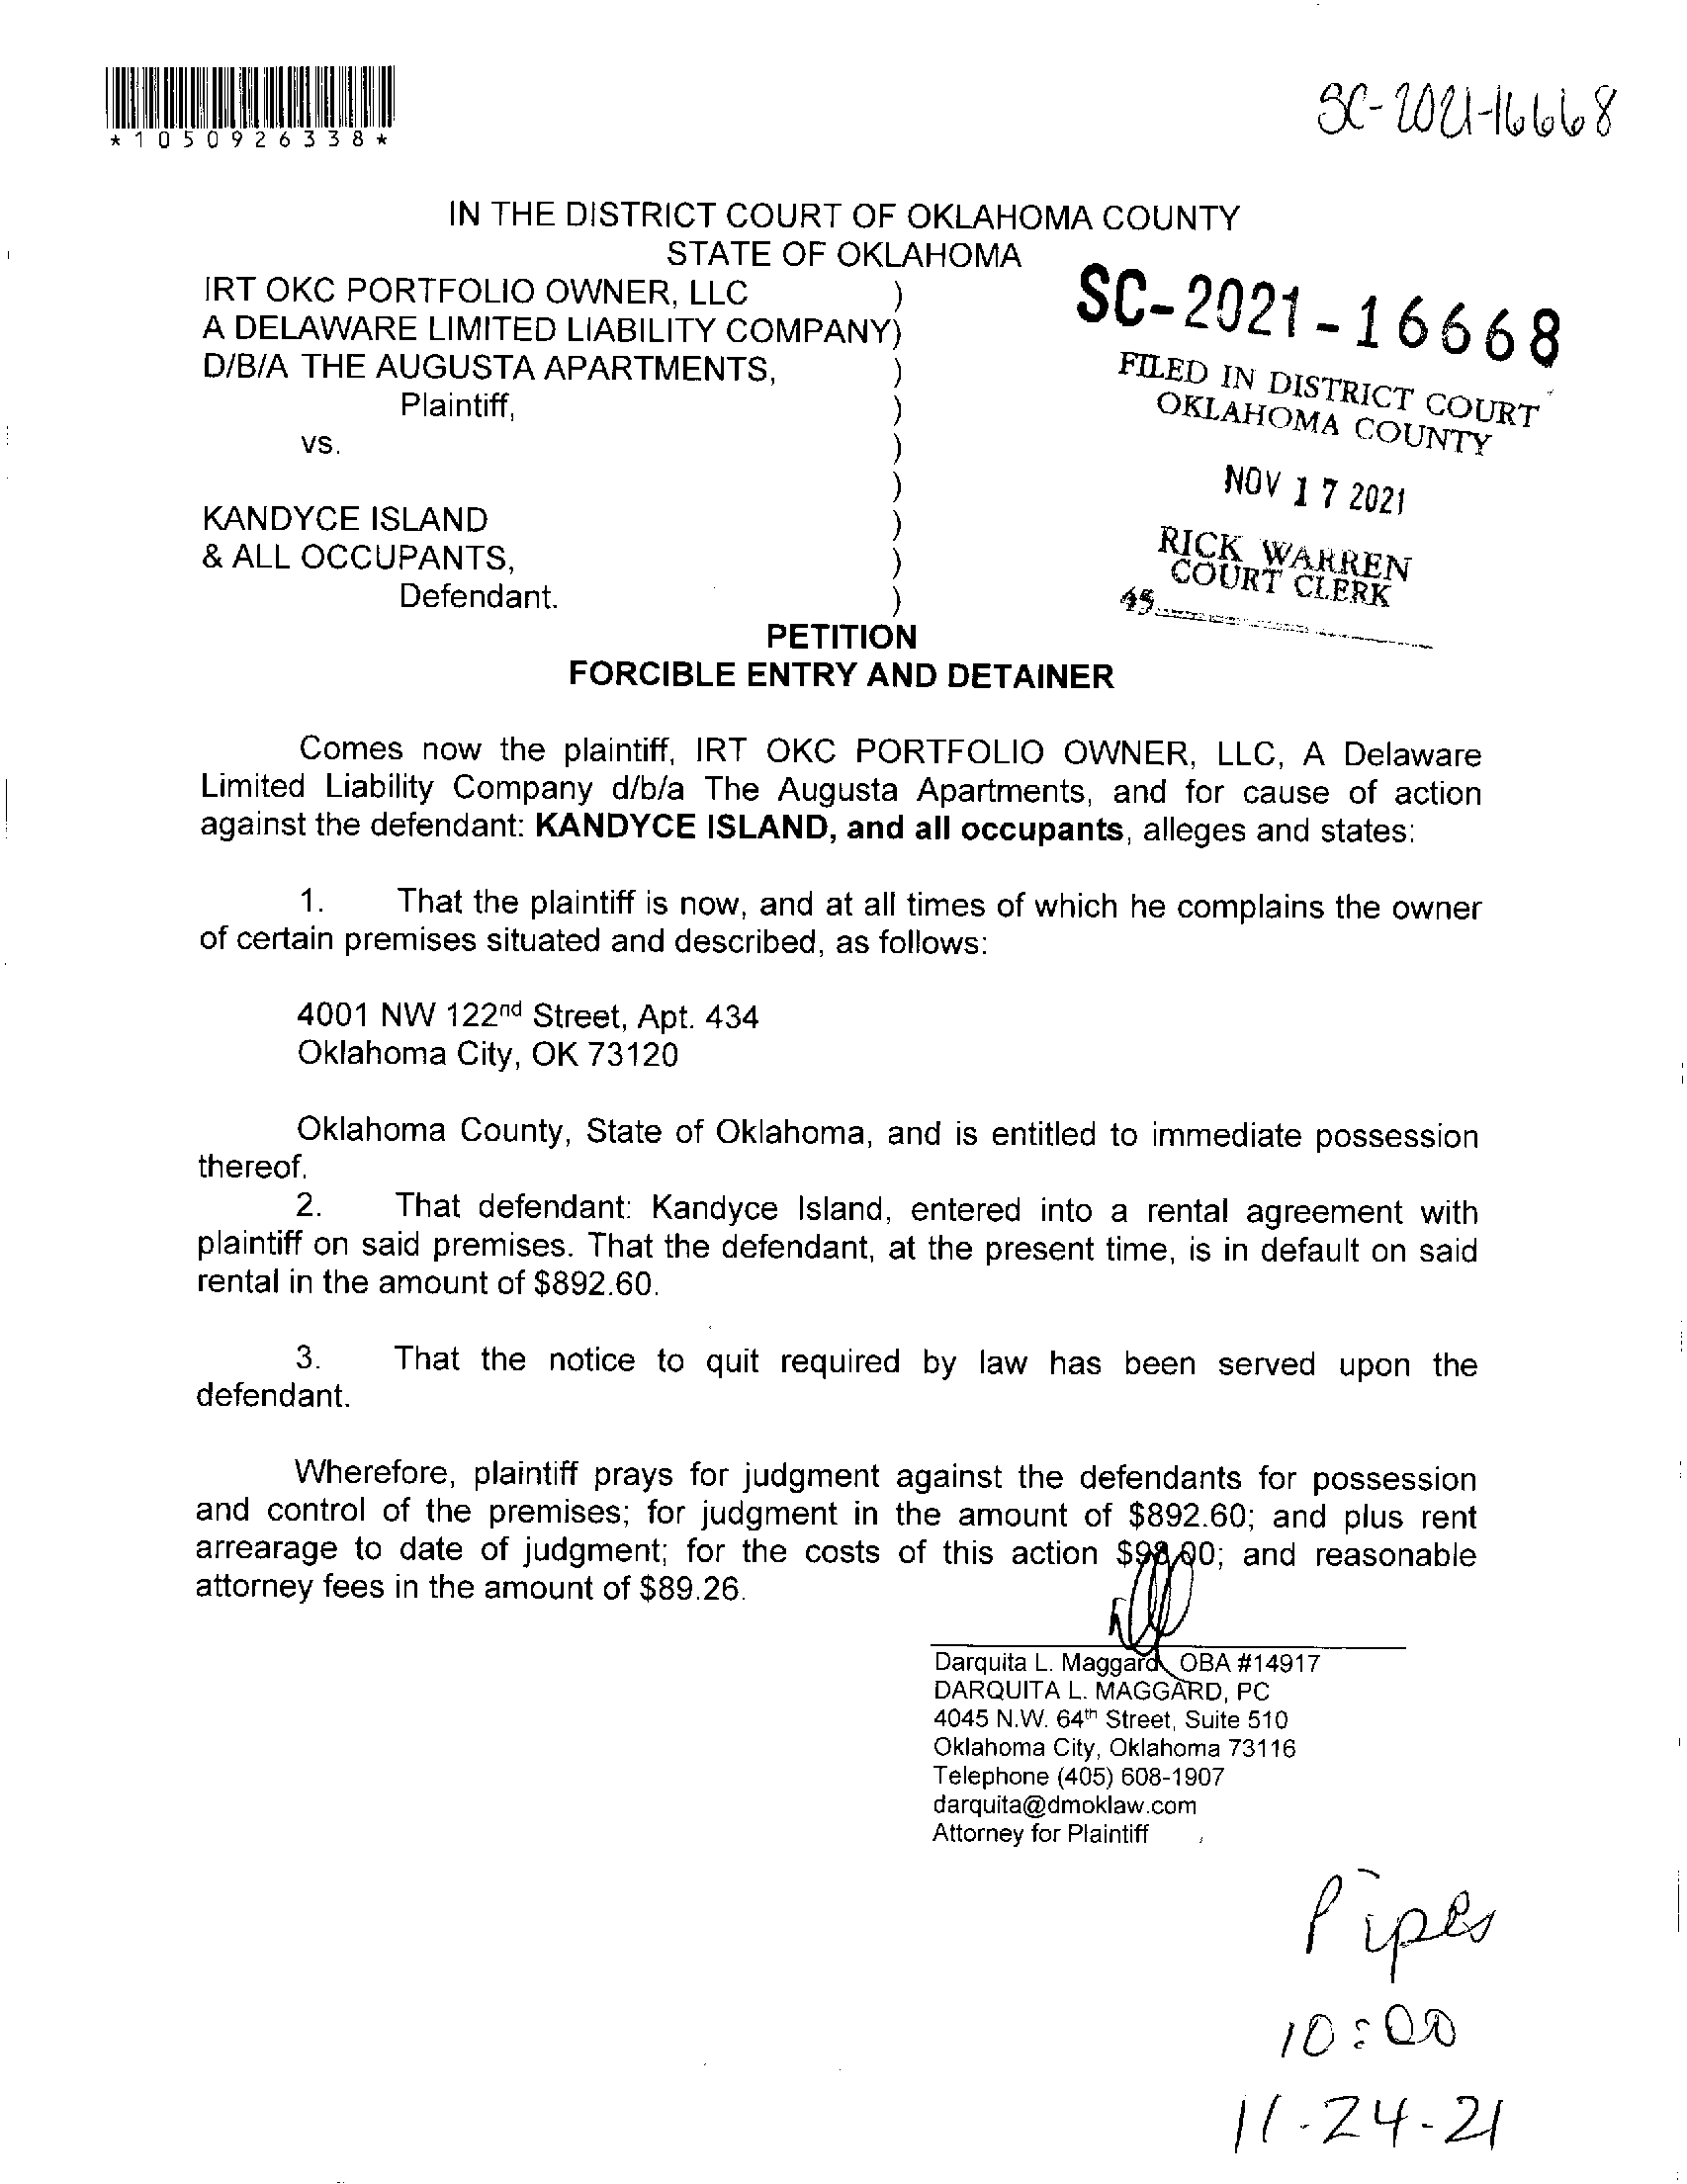 *1050926338*
SC-2021-16668
IN THE DISTRICT COURT OF OKLAHOMA COUNTY
STATE OF OKLAHOMA
IRT OKC PORTFOLIO OWNER, LLC )
A DELAWARE LIMITED LIABILITY COMPANY)
D/B/A THE AUGUSTA APARTMENTS, )
Plaintiff, )
vs. )
)
KANDYCE ISLAND )
& ALL OCCUPANTS, )
Defendant. )
SC-2021-16668
FILED IN DISTRICT COURT
OKLAHOMA COUNTY
NOV 17 2021
RICK WARREN
COURT CLERK
PETITION
FORCIBLE ENTRY AND DETAINER
Comes now the plaintiff, IRT OKC PORTFOLIO OWNER, LLC, A Delaware
Limited Liability Company d/b/a The Augusta Apartments, and for cause of action
against the defendant: KANDYCE ISLAND, and all occupants, alleges and states:
1. That the plaintiff is now, and at all times of which he complains the owner
of certain premises situated and described, as follows:
4001 NW 122nd Street, Apt. 434
Oklahoma City, OK 73120
Oklahoma County, State of Oklahoma, and is entitled to immediate possession
thereof.
2. That defendant: Kandyce Island, entered into a rental agreement with
plaintiff on said premises. That the defendant, at the present time, is in default on said
rental in the amount of $892.60.
3. That the notice to quit required by law has been served upon the
defendant.
Wherefore, plaintiff prays for judgment against the defendants for possession
and control of the premises; for judgment in the amount of $892.60; and plus rent
arrearage to date of judgment; for the costs of this action and reasonable
attorney fees in the amount of $89.26.
Darquita L. Maggard OBA #14917
DARQUITA L. MAGGARD, PC
4045 N.W. 64th Street, Suite 510
Oklahoma City, Oklahoma 73116
Telephone (405) 608-1907
darquita@dmoklaw.com
Attorney for Plaintiff
Pipes
10:00
11-24-21